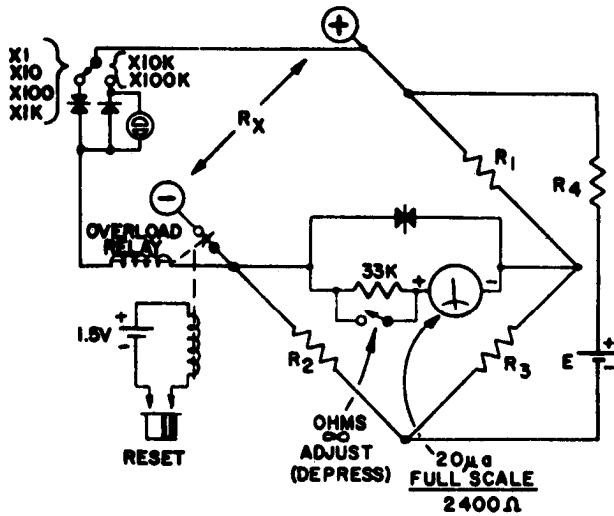 +
X1
X10
X100
X1K
X10K
X100K
RX
R1
R4
−
OVERLOAD
RELAY
33K
+
-
1.5V
+
-
R2
R3
E
+
-
RESET
OHMS
∞
ADJUST
(DEPRESS)
20µa
FULL SCALE
2400Ω